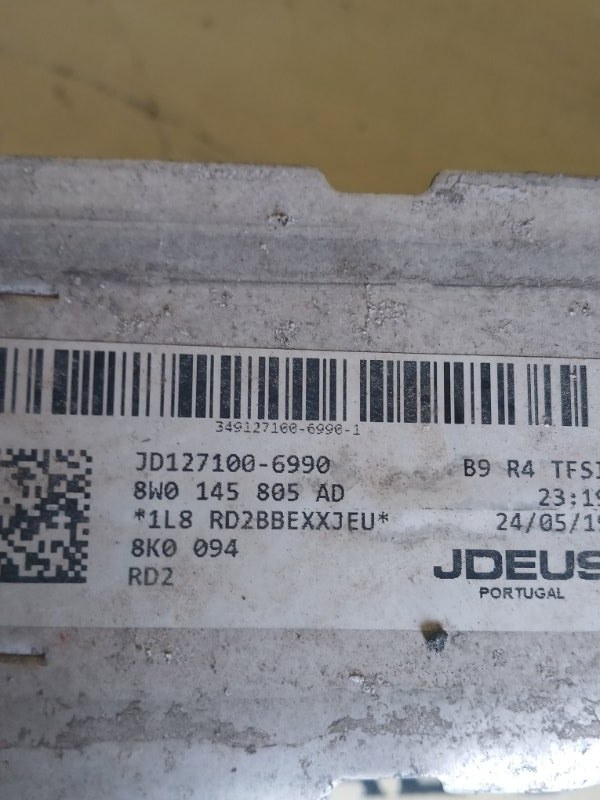 349127100-6990-1
JD127100-6990
B9 R4 TFSI
8W0 145 805 AD
23:19
*1L8 RD2BBEXXJEU*
24/05/19
8K0 094
RD2
JDEUS
PORTUGAL